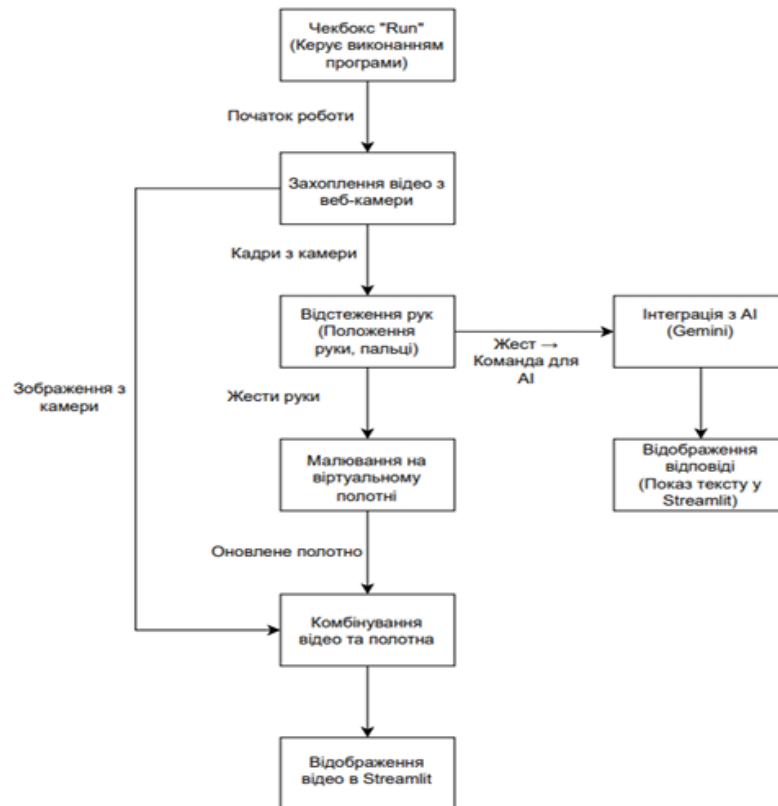 Чекбокс "Run"
(Керує виконанням
програми)
Початок роботи
Захоплення відео з
веб-камери
Кадри з камери
Відстеження рук
(Положення
руки, пальці)
Жест →
Команда для
AI
Інтеграція з AI
(Gemini)
Зображення з
камери
Жести руки
Малювання на
віртуальному
полотні
Відображення
відповіді
(Показ тексту у
Streamlit)
Оновлене полотно
Комбінування
відео та полотна
Відображення
відео в Streamlit